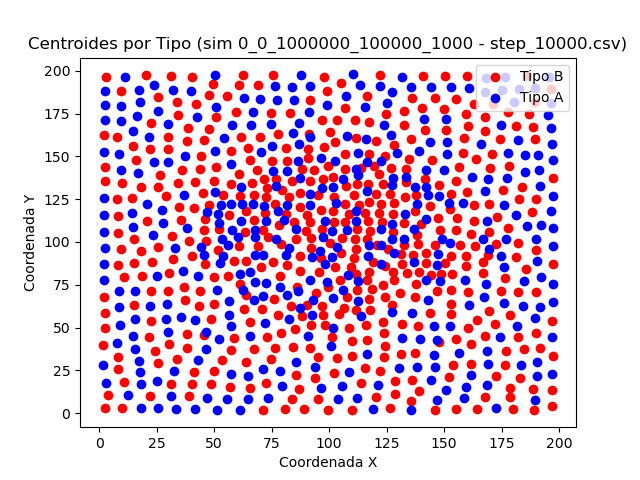 Centroides por Tipo (sim 0_0_1000000_100000_1000 - step_10000.csv)
Tipo B
Tipo A
200
175
150
125
100
75
50
25
0
Coordenada Y
0 25 50 75 100 125 150 175 200
Coordenada X